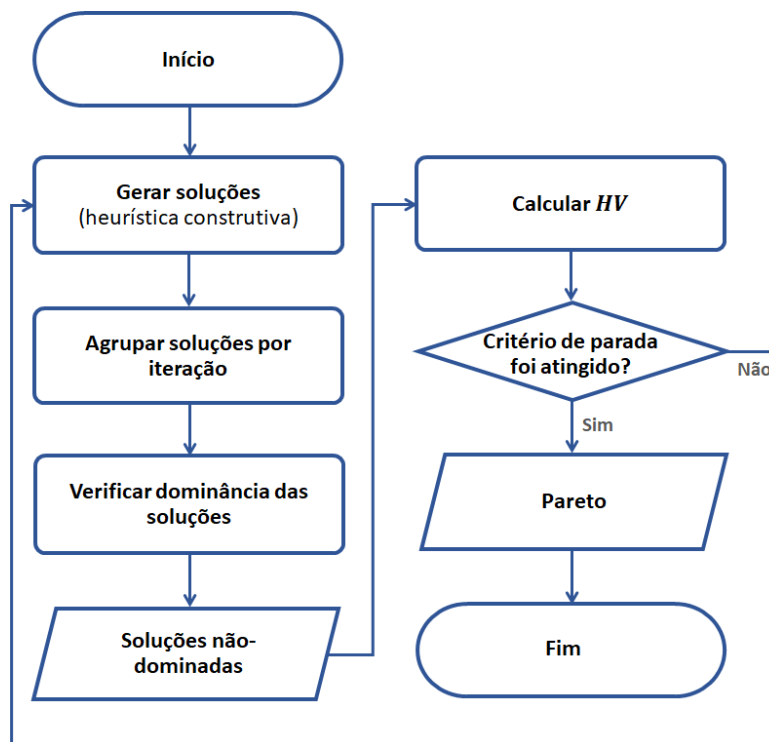 Início
Gerar soluções
(heurística construtiva)
Agrupar soluções por
iteração
Verificar dominância das
soluções
Soluções não-
dominadas
Calcular HV
Critério de parada
foi atingido?
Não
Sim
Pareto
Fim